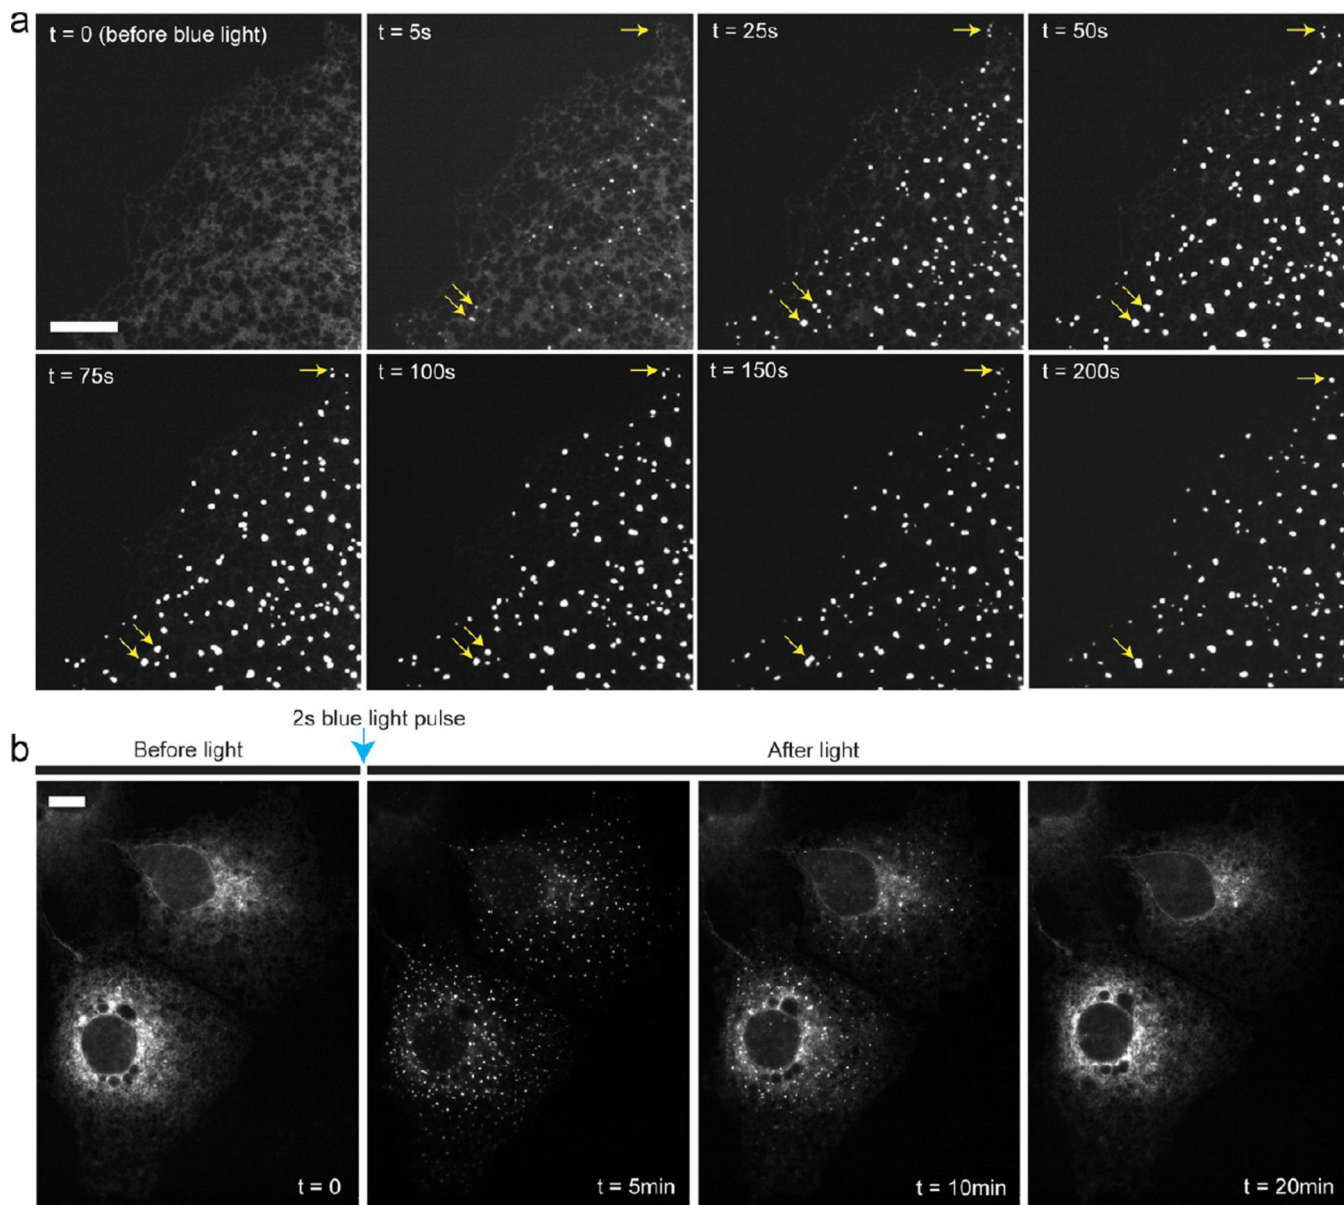 a
t = 0 (before blue light)
t = 5s
t = 25s
t = 50s
t = 75s
t = 100s
t = 150s
t = 200s
2s blue light pulse
b
Before light
After light
t = 0
t = 5min
t = 10min
t = 20min